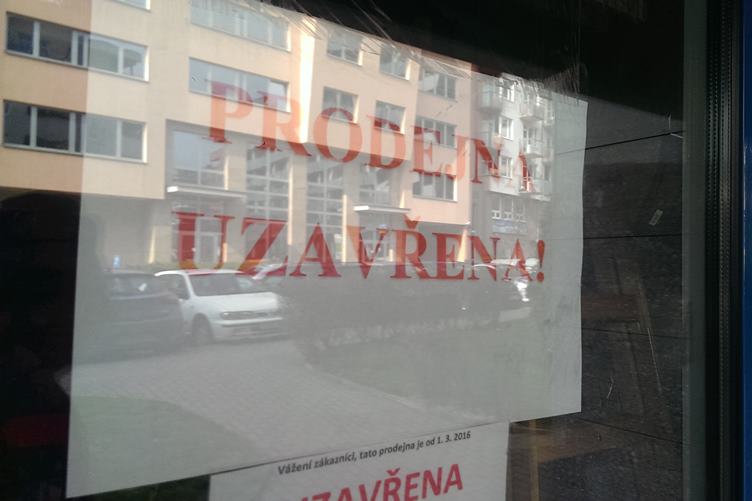 PRODEJNA
UZAVŘENA!
Vážení zákazníci, tato prodejna je od 1. 3. 2016
UZAVŘENA